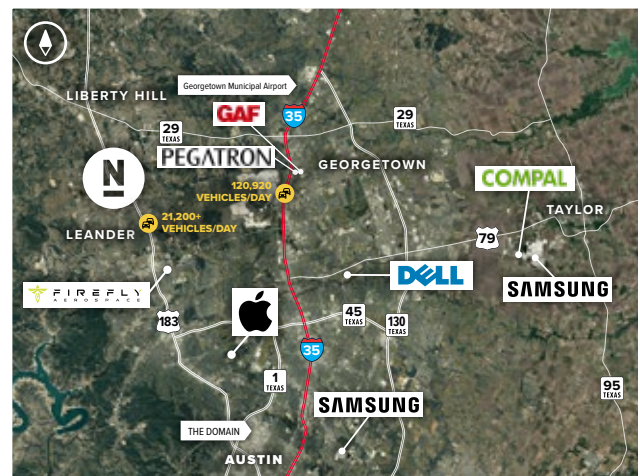 Georgetown Municipal Airport
LIBERTY HILL
GAF
35
29
TEXAS
29
TEXAS
PEGATRON
GEORGETOWN
N
COMPAL
120,920
VEHICLES/DAY
21,200+
VEHICLES/DAY
TAYLOR
LEANDER
79
DELL
SAMSUNG
FIREFLY
AEROSPACE
183
45
TEXAS
130
TEXAS
35
1
TEXAS
95
TEXAS
SAMSUNG
THE DOMAIN
AUSTIN